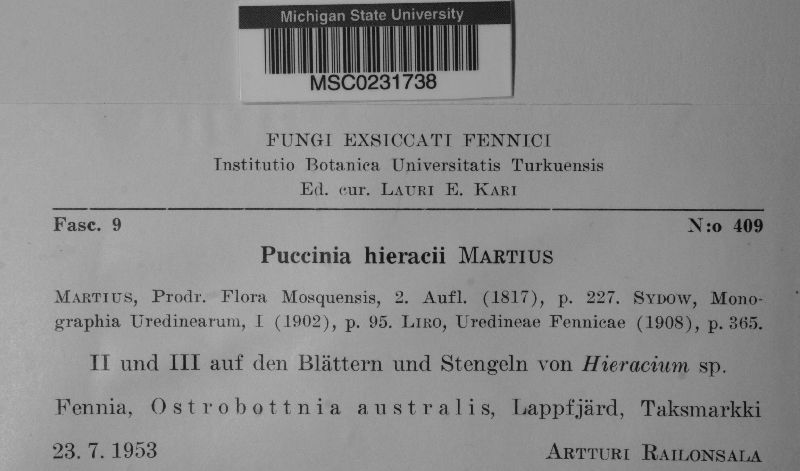 Michigan State University
MSC0231738
FUNGI EXSICCATI FENNICI
Institutio Botanica Universitatis Turkuensis
Ed. cur. LAURI E. KARI
Fasc. 9 N:o 409
Puccinia hieracii MARTIUS
MARTIUS, Prodr. Flora Mosquensis, 2. Aufl. (1817), p. 227. SYDOW, Mono-
graphia Uredinearum, I (1902), p. 95. LIRO, Uredineae Fennicae (1908), p. 365.
II und III auf den Blättern und Stengeln von Hieracium sp.
Fennia, Ostrobottnia australis, Lappfjärd, Taksmarkki
23. 7. 1953 ARTTURI RAILONSALA